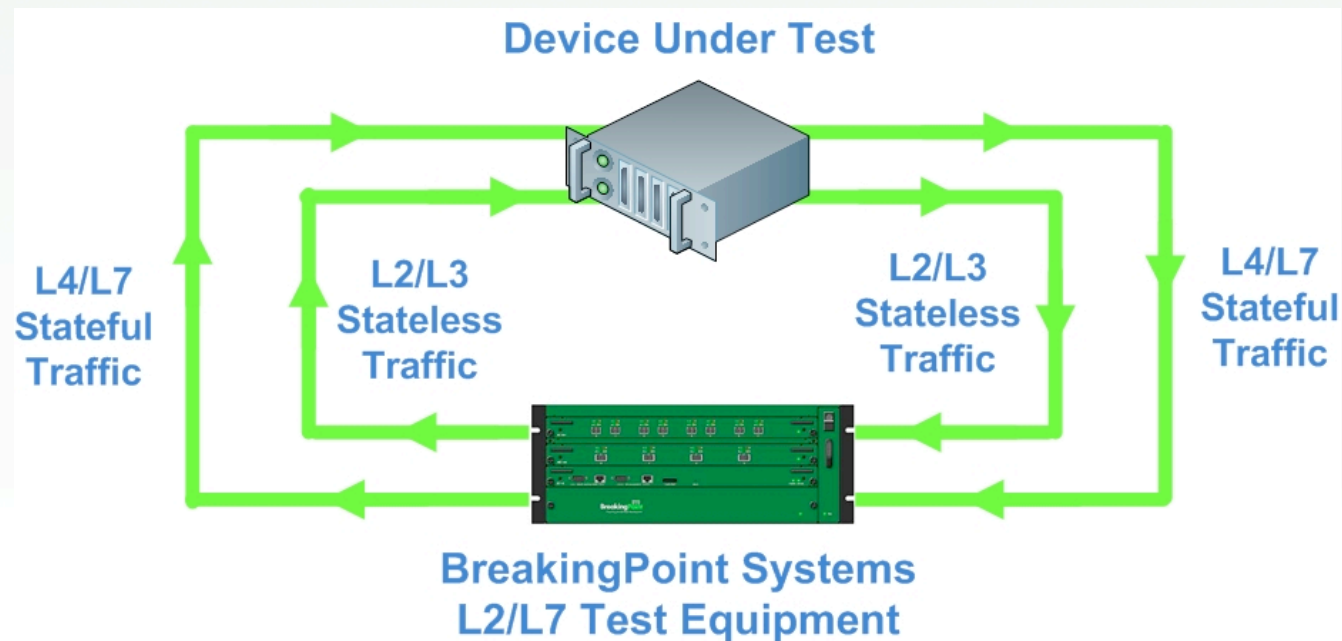 Device Under Test
L4/L7
Stateful
Traffic
L2/L3
Stateless
Traffic
L2/L3
Stateless
Traffic
L4/L7
Stateful
Traffic
BreakingPoint
BreakingPoint Systems
L2/L7 Test Equipment